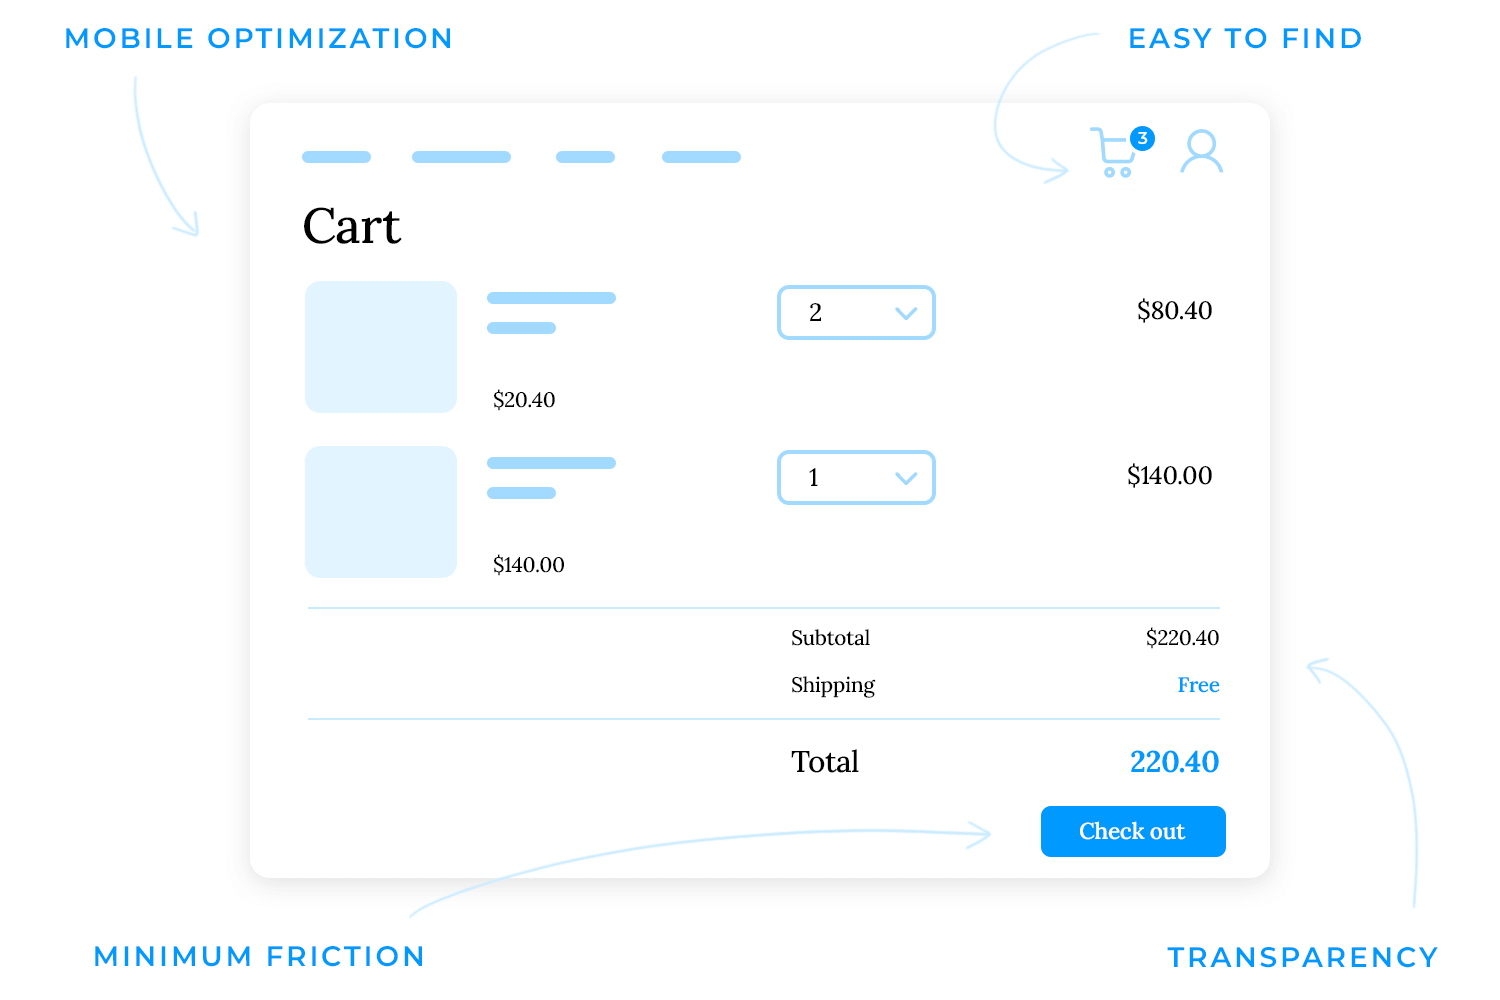 MOBILE OPTIMIZATION
EASY TO FIND
3
Cart
2
$80.40
$20.40
1
$140.00
$140.00
Subtotal
$220.40
Shipping
Free
Total
220.40
Check out
MINIMUM FRICTION
TRANSPARENCY